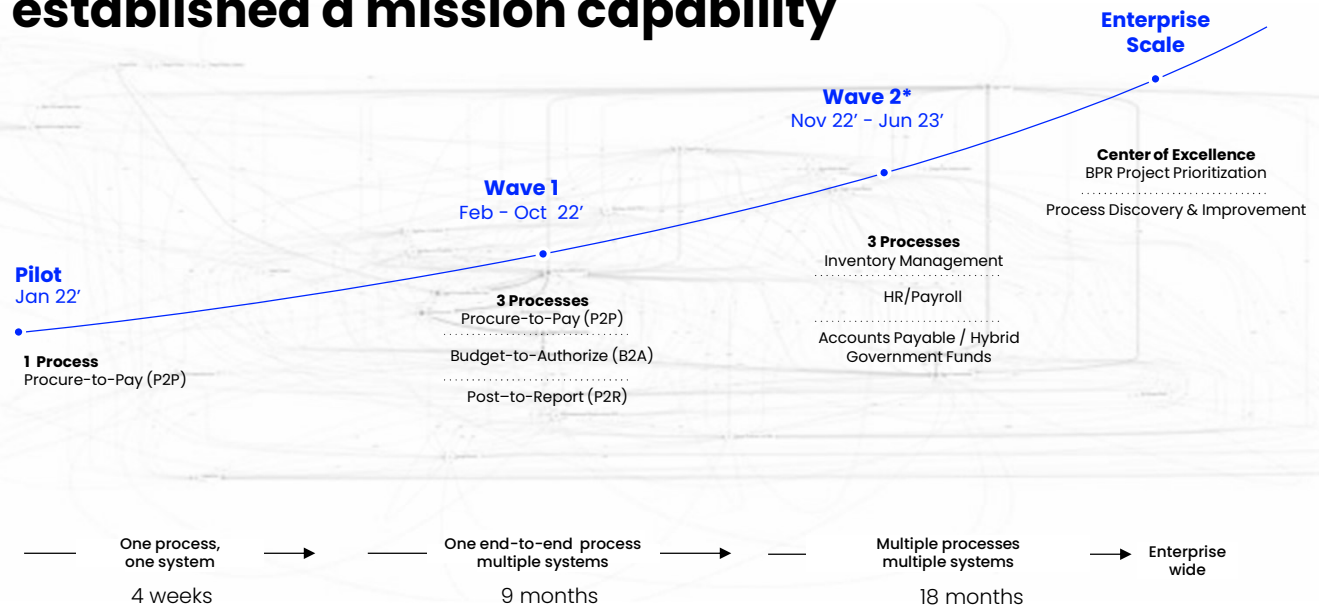 established a mission capability
Enterprise
Scale
Wave 2*
Nov 22’ - Jun 23’
Center of Excellence
BPR Project Prioritization
Process Discovery & Improvement
Wave 1
Feb - Oct 22’
3 Processes
Inventory Management
HR/Payroll
Accounts Payable / Hybrid
Government Funds
Pilot
Jan 22’
3 Processes
Procure-to-Pay (P2P)
Budget-to-Authorize (B2A)
Post-to-Report (P2R)
1 Process
Procure-to-Pay (P2P)
One process,
one system
4 weeks
One end-to-end process
multiple systems
9 months
Multiple processes
multiple systems
18 months
Enterprise
wide